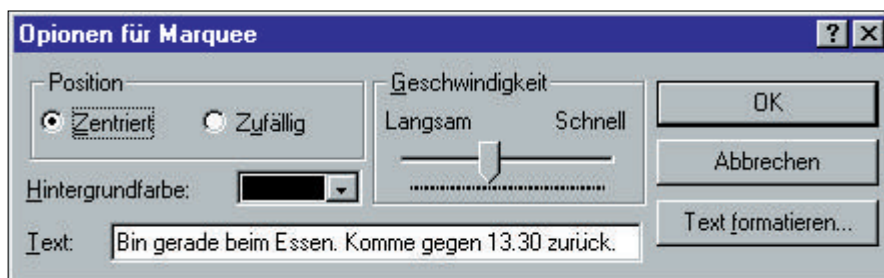 Opionen für Marquee
Position
Zentriert
Zufällig
Geschwindigkeit
Langsam
Schnell
OK
Abbrechen
Hintergrundfarbe:
Text: Bin gerade beim Essen. Komme gegen 13.30 zurück.
Text formatieren...